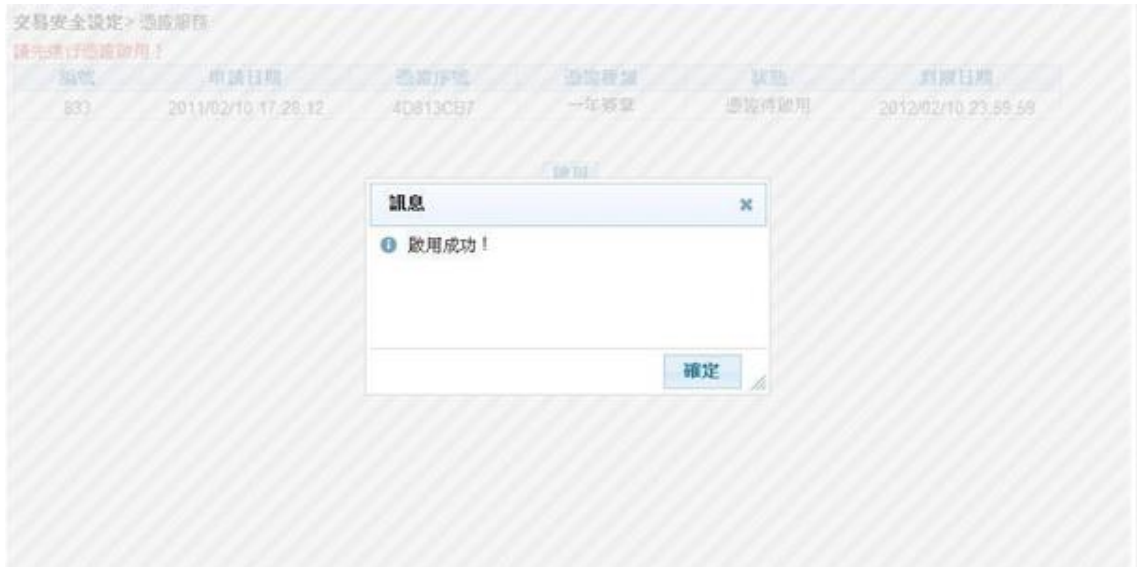 交易安全設定> 憑證服務
請先進行憑證啟用！
編號 申請日期 憑證序號 憑證種類 狀態 到期日期
833 2011/02/10 17:28:12 4D813CB7 一年簽章 憑證待啟用 2012/02/10 23:59:59
啟用
訊息
啟用成功！
確定